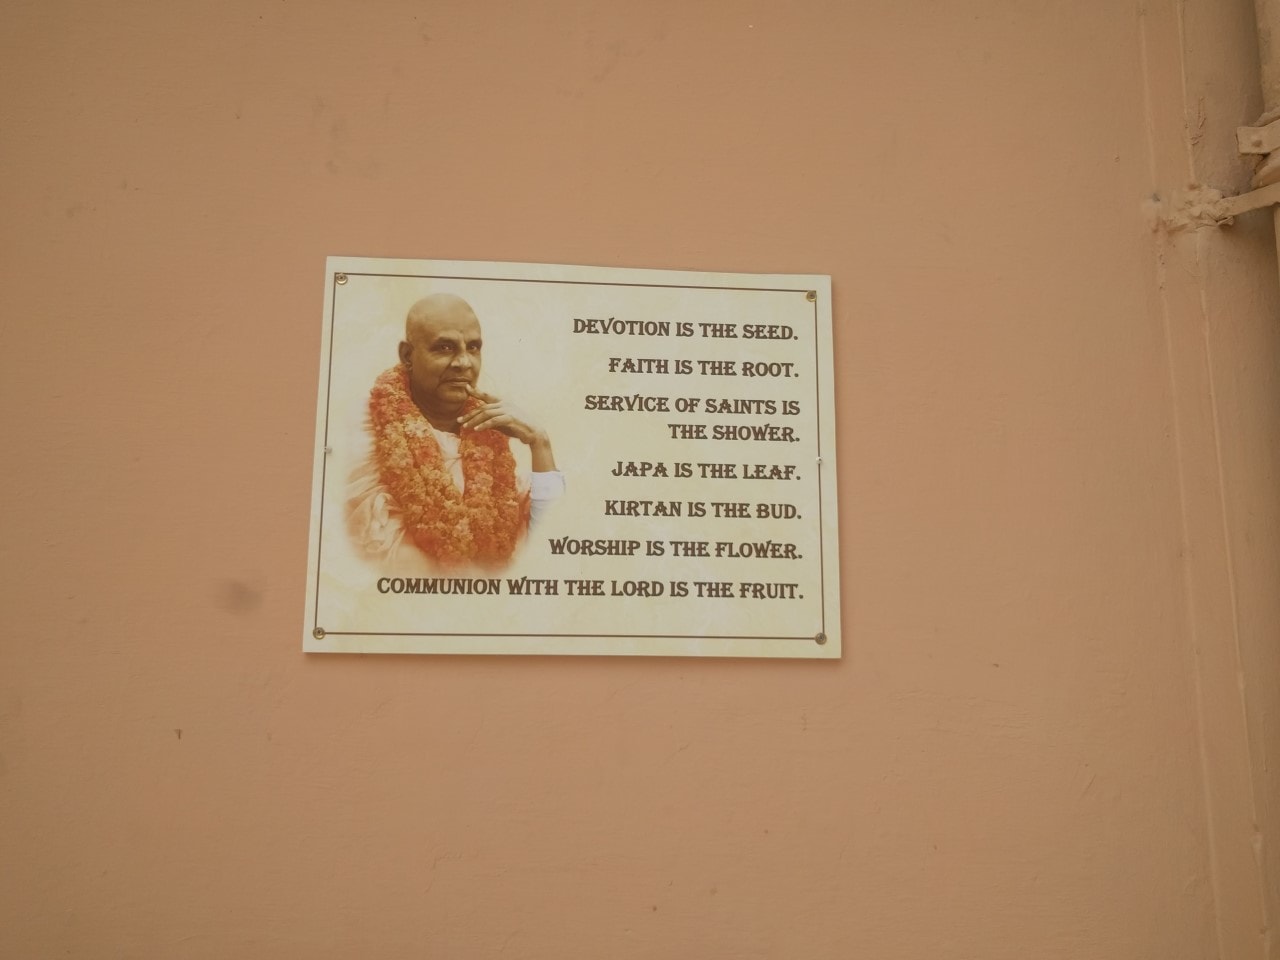 DEVOTION IS THE SEED.
FAITH IS THE ROOT.
SERVICE OF SAINTS IS
THE SHOWER.
JAPA IS THE LEAF.
KIRTAN IS THE BUD.
WORSHIP IS THE FLOWER.
COMMUNION WITH THE LORD IS THE FRUIT.